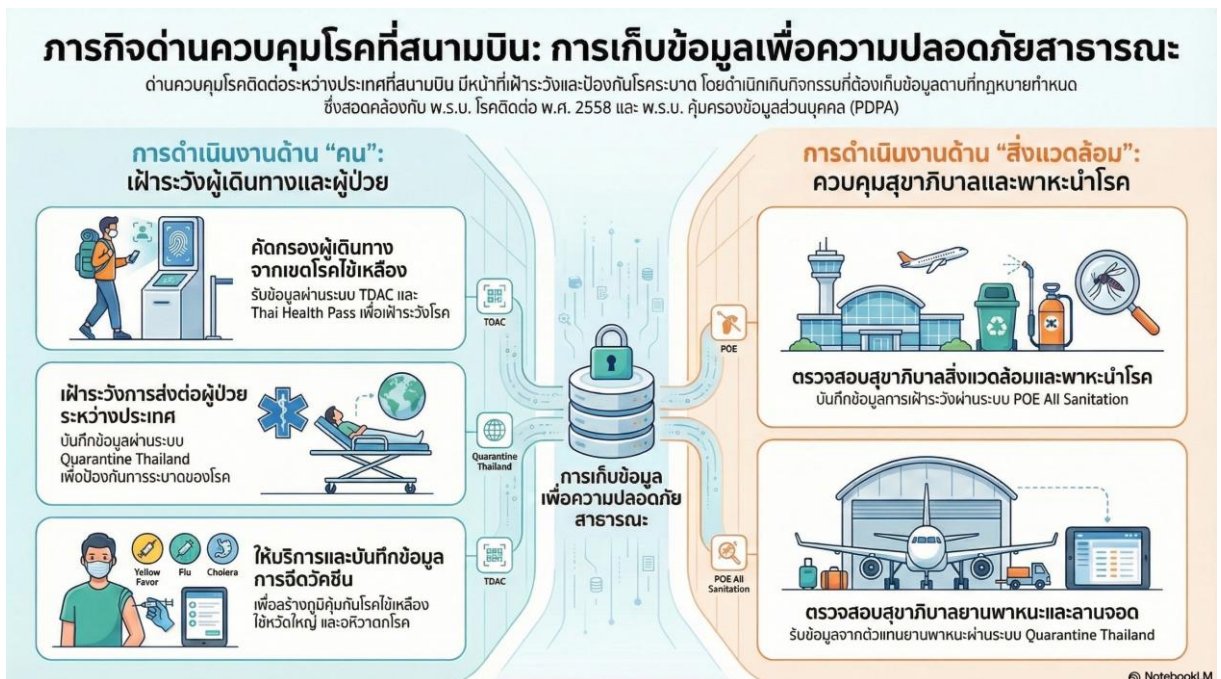 ภารกิจด่านควบคุมโรคที่สนามบิน: การเก็บข้อมูลเพื่อความปลอดภัยสาธารณะ
ด่านควบคุมโรคติดต่อระหว่างประเทศที่สนามบิน มีหน้าที่เฝ้าระวังและป้องกันโรคระบาด โดยดำเนิกเกินกิจกรรมที่ต้องเก็บข้อมูลตามที่กฎหมายกำหนด
ซึ่งสอดคล้องกับ พ.ร.บ. โรคติดต่อ พ.ศ. 2558 และ พ.ร.บ. คุ้มครองข้อมูลส่วนบุคคล (PDPA)
การดำเนินงานด้าน “คน”:
เฝ้าระวังผู้เดินทางและผู้ป่วย
คัดกรองผู้เดินทาง
จากเขตโรคไข้เหลือง
รับข้อมูลผ่านระบบ TDAC และ
Thai Health Pass เพื่อเฝ้าระวังโรค
TOAC
เฝ้าระวังการส่งต่อผู้ป่วย
ระหว่างประเทศ
บันทึกข้อมูลผ่านระบบ
Quarantine Thailand
เพื่อป้องกันการระบาดของโรค
Quarantine
Thailand
Yellow
Favor
Flu
Cholera
ให้บริการและบันทึกข้อมูล
การฉีดวัคซีน
เพื่อสร้างภูมิคุ้มกันโรคไข้เหลือง
ใช้หวัดใหญ่ และอหิวาตกโรค
TDAC
การเก็บข้อมูล
เพื่อความปลอดภัย
สาธารณะ
การดำเนินงานด้าน “สิ่งแวดล้อม”:
ควบคุมสุขาภิบาลและพาหะนำโรค
POE
ตรวจสอบสุขาภิบาลสิ่งแวดล้อมและพาหะนำโรค
บันทึกข้อมูลการเฝ้าระวังผ่านระบบ POE All Sanitation
POE All
Sanitation
ตรวจสอบสุขาภิบาลยานพาหนะและลานจอด
รับข้อมูลจากตัวแทนยานพาหนะผ่านระบบ Quarantine Thailand
NotebookLM